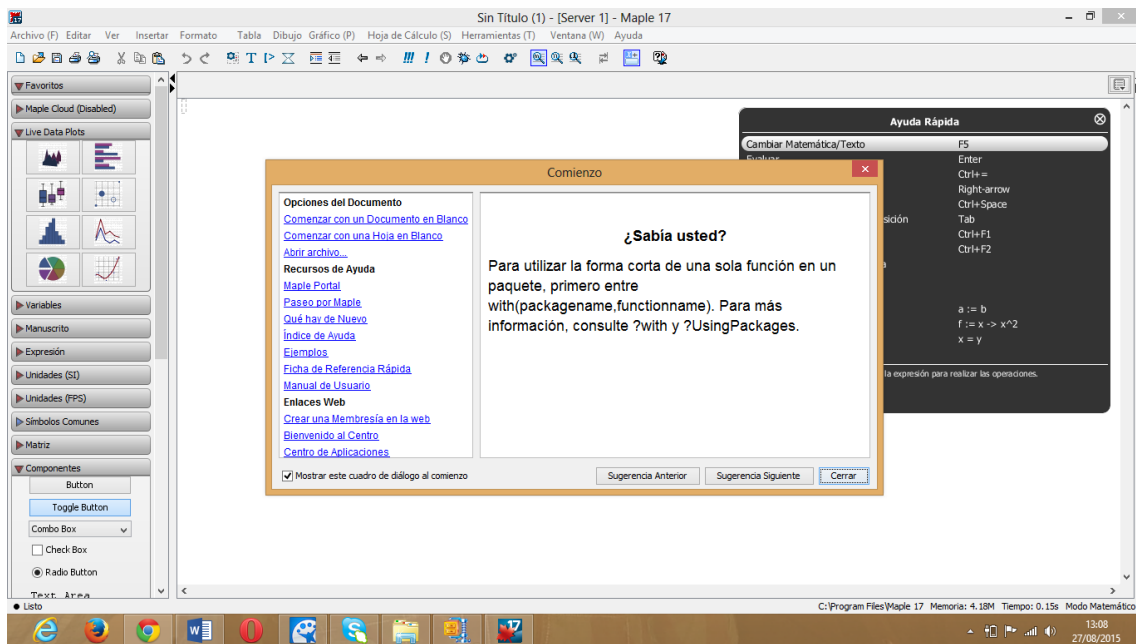 Sin Título (1) - [Server 1] - Maple 17
Archivo (F) Editar Ver Insertar Formato Tabla Dibujo Gráfico (P) Hoja de Cálculo (S) Herramientas (T) Ventana (W) Ayuda
Favoritos
Maple Cloud (Disabled)
Live Data Plots
Variables
Manuscrito
Expresión
Unidades (SI)
Unidades (FPS)
Símbolos Comunes
Matriz
Componentes
Button
Toggle Button
Combo Box
Check Box
Radio Button
Text Area
Ayuda Rápida
Cambiar Matemática/Texto F5
Evaluar Enter
Ctrl+ =
Right-arrow
Ctrl+Space
sición Tab
Ctrl+F1
Ctrl+F2
a := b
f := x -> x^2
x = y
la expresión para realizar las operaciones.
Comienzo
Opciones del Documento
Comenzar con un Documento en Blanco
Comenzar con una Hoja en Blanco
Abrir archivo...
Recursos de Ayuda
Maple Portal
Paseo por Maple
Qué hay de Nuevo
Índice de Ayuda
Ejemplos
Ficha de Referencia Rápida
Manual de Usuario
Enlaces Web
Crear una Membresía en la web
Bienvenido al Centro
Centro de Aplicaciones
¿Sabía usted?
Para utilizar la forma corta de una sola función en un
paquete, primero entre
with(packagename,functionname). Para más
información, consulte ?with y ?UsingPackages.
Mostrar este cuadro de diálogo al comienzo
Sugerencia Anterior
Sugerencia Siguiente
Cerrar
Listo
C:\Program Files\Maple 17 Memoria: 4.18M Tiempo: 0.15s Modo Matemático
13:08
27/08/2015